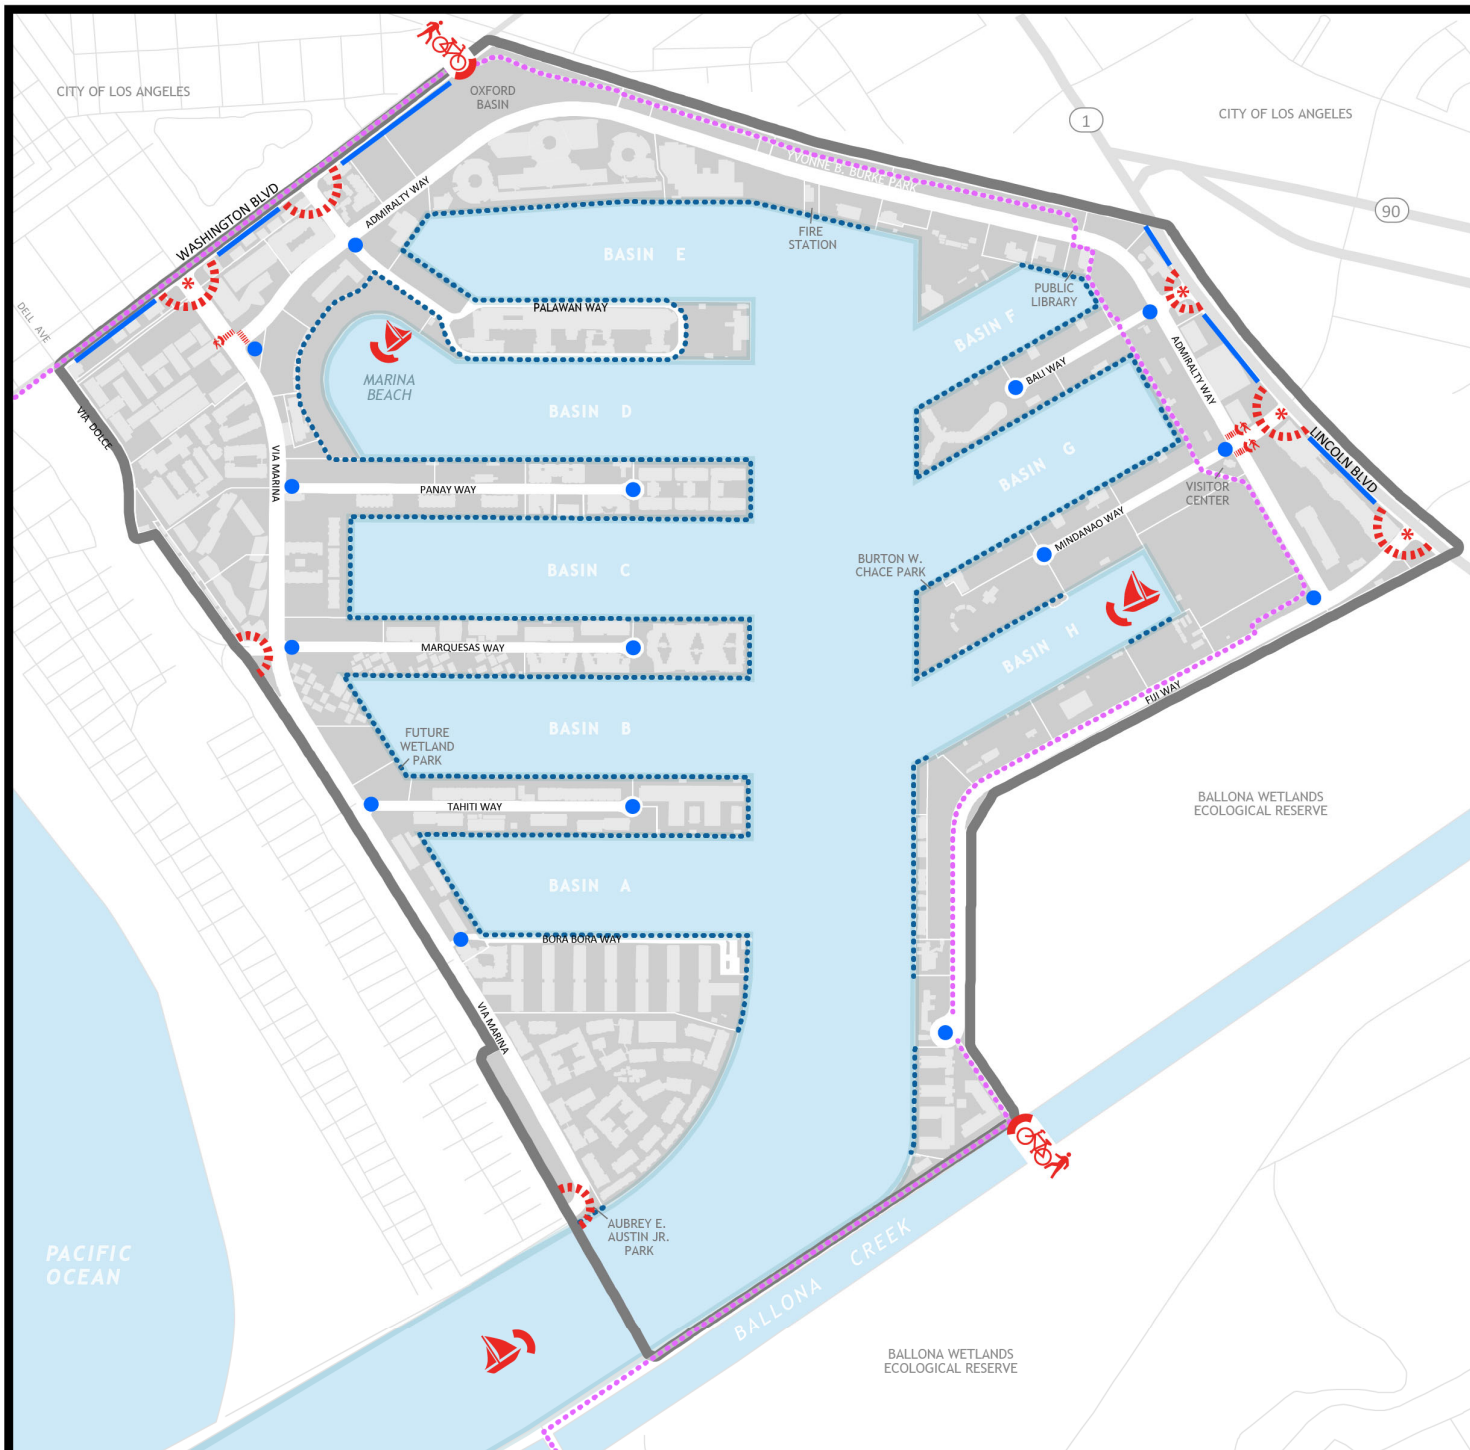 CITY OF LOS ANGELES
OXFORD
BASIN
1
CITY OF LOS ANGELES
90
YVONNE B. BURKE PARK
WASHINGTON BLVD
ADMIRALTY WAY
FIRE
STATION
BASIN E
PUBLIC
LIBRARY
DELL AVE
PALAWAN WAY
BASIN F
MARINA
BEACH
BASIN D
BALI WAY
ADMIRALTY WAY
VIA DOLCE
LINCOLN BLVD
VIA MARINA
BASIN G
PANAY WAY
VISITOR
CENTER
MINDANAO WAY
BURTON W.
CHACE PARK
BASIN C
BASIN H
MARQUESAS WAY
FIJI WAY
BASIN B
FUTURE
WETLAND
PARK
TAHITI WAY
BALLONA WETLANDS
ECOLOGICAL RESERVE
BASIN A
BORA BORA WAY
VIA MARINA
AUBREY E.
AUSTIN JR.
PARK
PACIFIC
OCEAN
BALLONA CREEK
BALLONA WETLANDS
ECOLOGICAL RESERVE